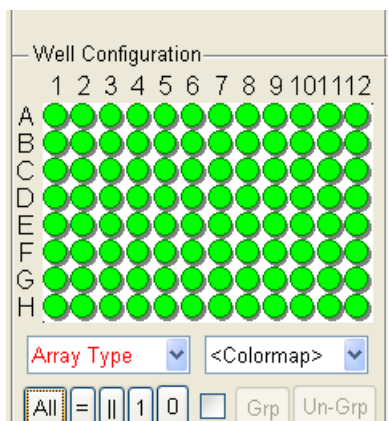 Well Configuration
1 2 3 4 5 6 7 8 9 10 11 12
A
B
C
D
E
F
G
H
Array Type <Colormap>
All = || 1 0 Grp Un-Grp